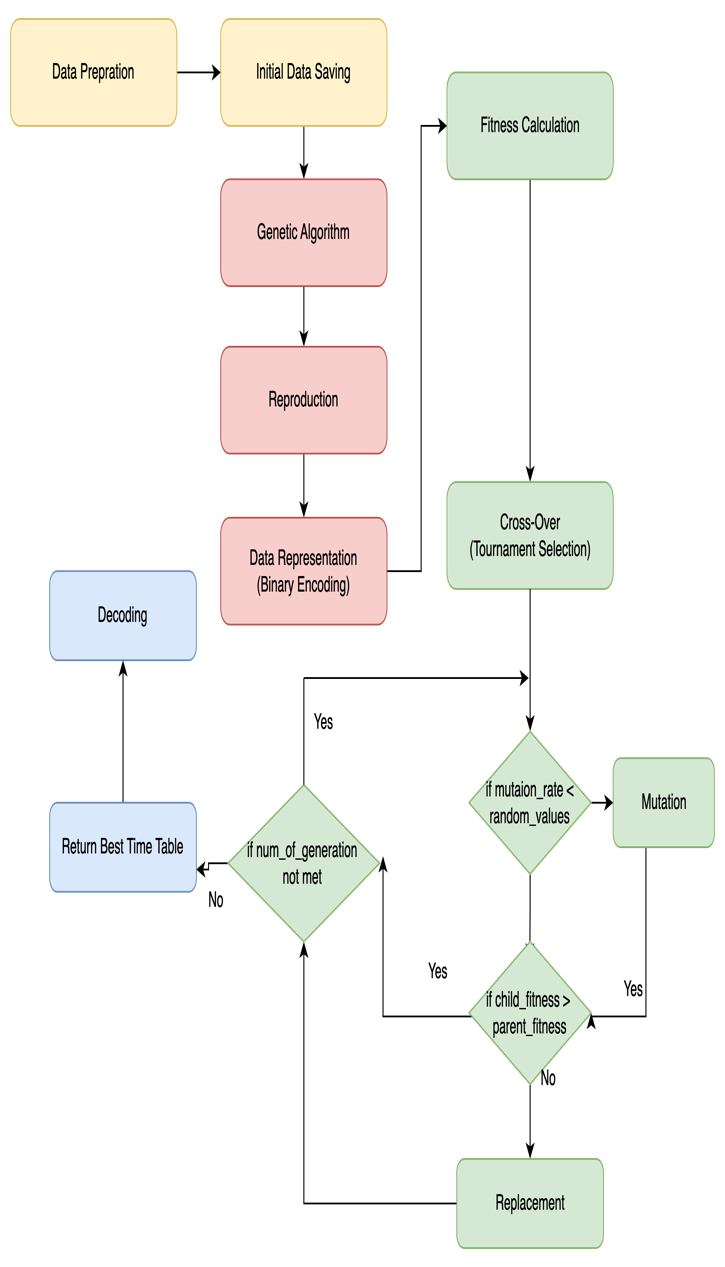 Data Prepration
Initial Data Saving
Fitness Calculation
Genetic Algorithm
Reproduction
Cross-Over
(Tournament Selection)
Data Representation
(Binary Encoding)
Decoding
Yes
if mutaion_rate <
random_values
Mutation
Return Best Time Table
if num_of_generation
not met
No
Yes
Yes
if child_fitness >
parent_fitness
No
Replacement